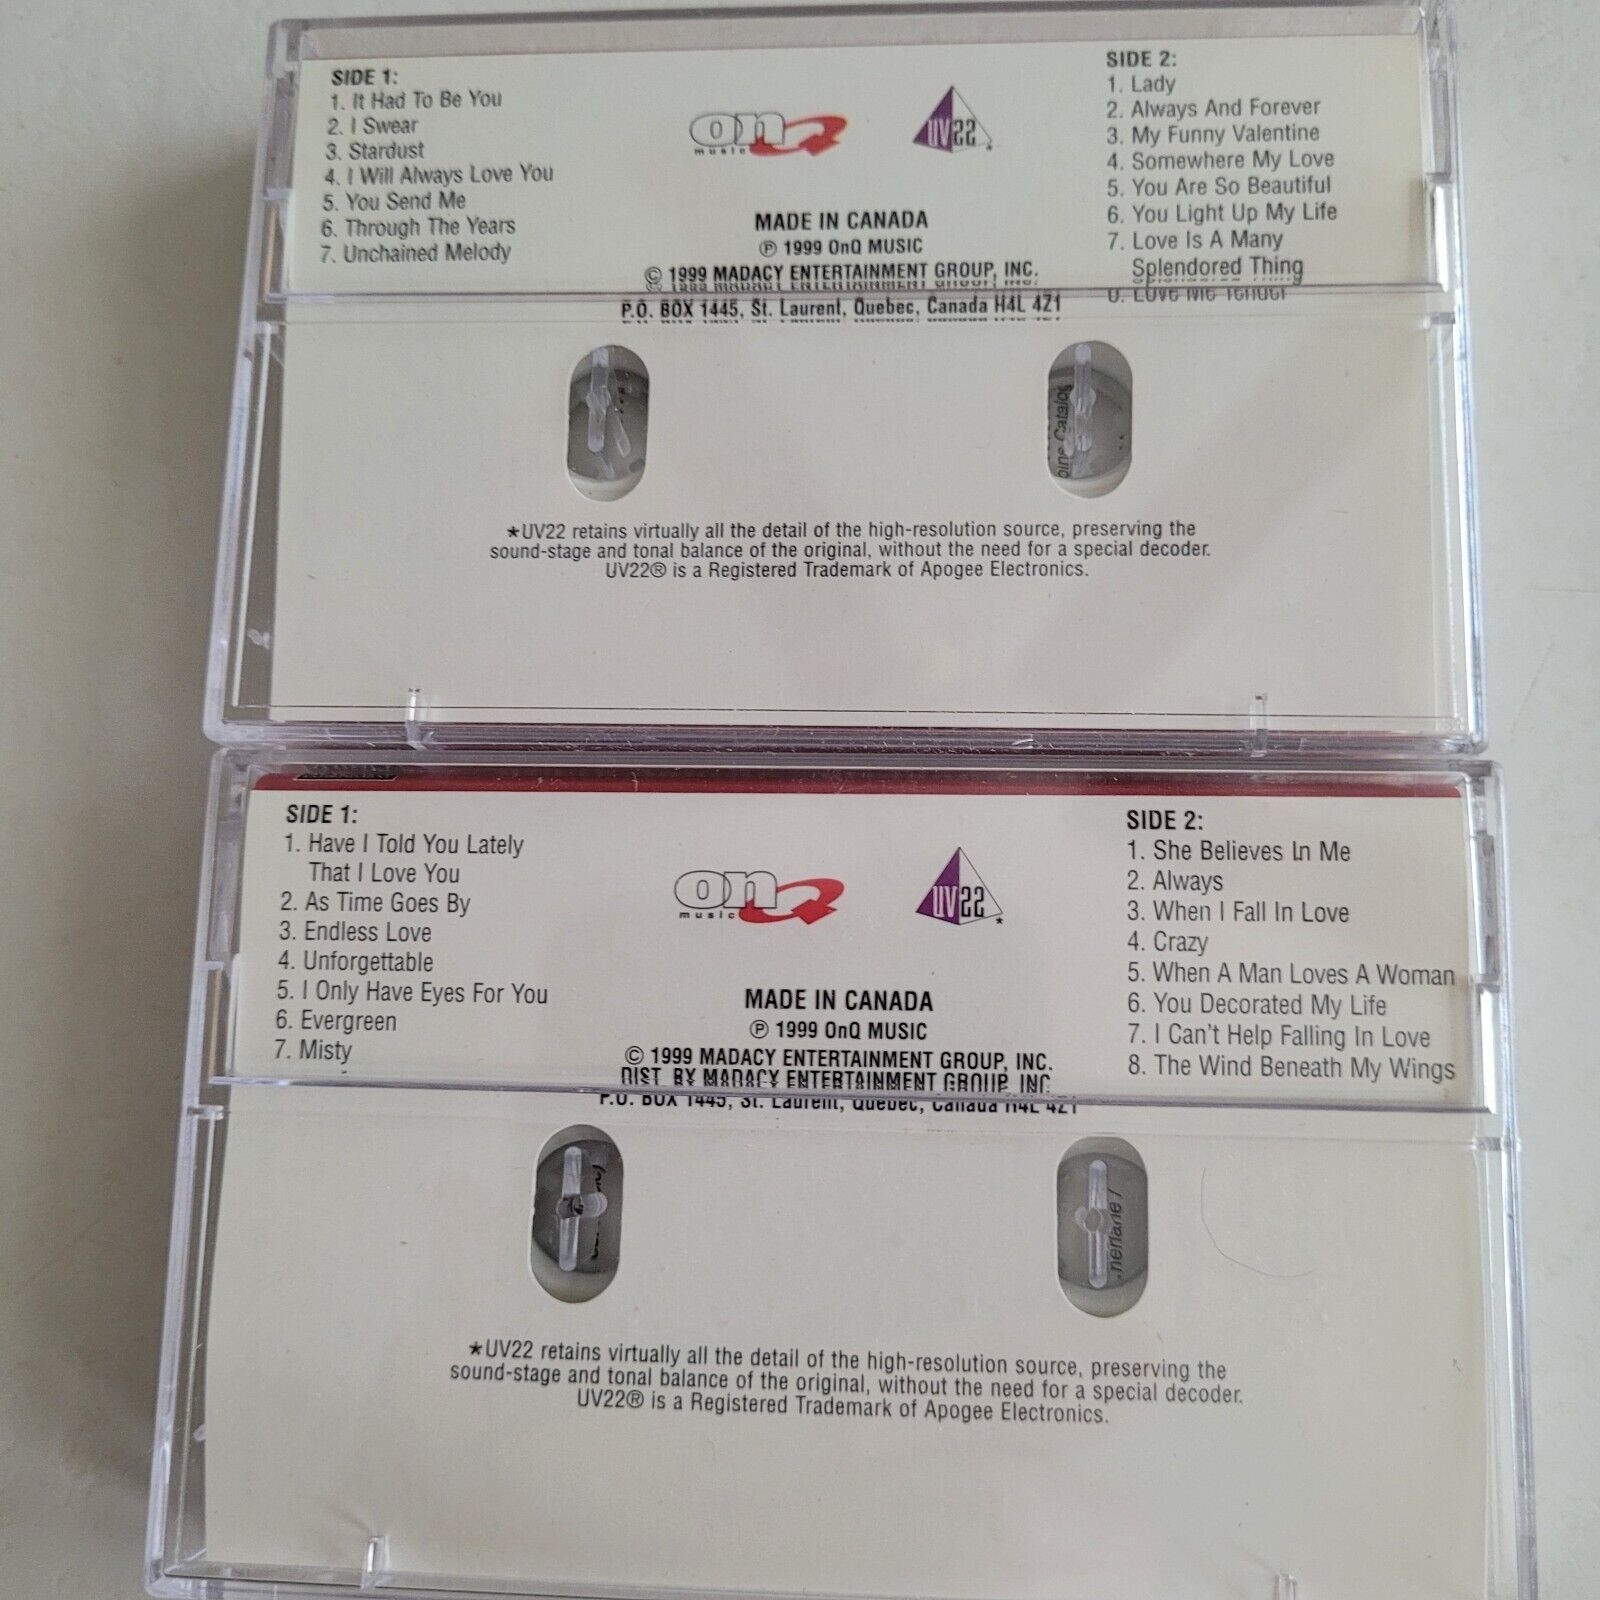 SIDE 1:
1. It Had To Be You
2. I Swear
3. Stardust
4. I Will Always Love You
5. You Send Me
6. Through The Years
7. Unchained Melody
on
music
UV22
*
MADE IN CANADA
℗ 1999 OnQ MUSIC
© 1999 MADACY ENTERTAINMENT GROUP, INC.
P.O. BOX 1445, St. Laurent, Quebec, Canada H4L 4Z1
SIDE 2:
1. Lady
2. Always And Forever
3. My Funny Valentine
4. Somewhere My Love
5. You Are So Beautiful
6. You Light Up My Life
7. Love Is A Many
Splendored Thing
8. Love Me Tender
*UV22 retains virtually all the detail of the high-resolution source, preserving the
sound-stage and tonal balance of the original, without the need for a special decoder.
UV22® is a Registered Trademark of Apogee Electronics.
SIDE 1:
1. Have I Told You Lately
That I Love You
2. As Time Goes By
3. Endless Love
4. Unforgettable
5. I Only Have Eyes For You
6. Evergreen
7. Misty
on
music
UV22
*
MADE IN CANADA
℗ 1999 OnQ MUSIC
© 1999 MADACY ENTERTAINMENT GROUP, INC.
DIST. BY MADACY ENTERTAINMENT GROUP, INC.
P.O. BOX 1445, St. Laurent, Quebec, Canada H4L 4Z1
SIDE 2:
1. She Believes In Me
2. Always
3. When I Fall In Love
4. Crazy
5. When A Man Loves A Woman
6. You Decorated My Life
7. I Can't Help Falling In Love
8. The Wind Beneath My Wings
*UV22 retains virtually all the detail of the high-resolution source, preserving the
sound-stage and tonal balance of the original, without the need for a special decoder.
UV22® is a Registered Trademark of Apogee Electronics.